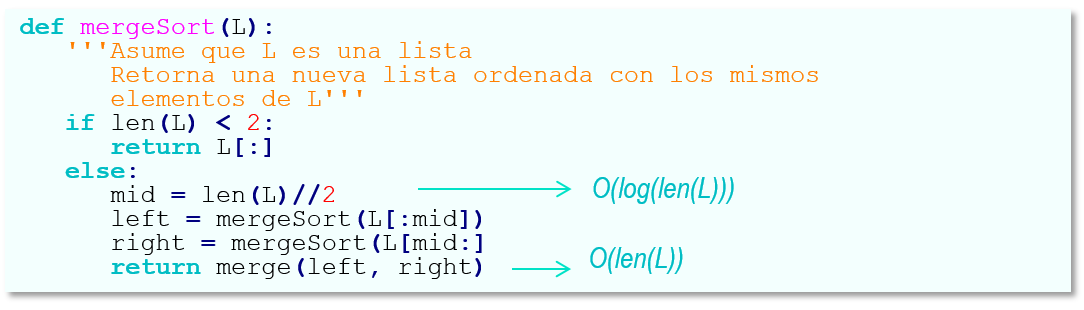 def mergeSort(L):
'''Asume que L es una lista
Retorna una nueva lista ordenada con los mismos
elementos de L'''
if len(L) < 2:
return L[:]
else:
mid = len(L)//2
O(log(len(L)))
left = mergeSort(L[:mid])
right = mergeSort(L[mid:]
return merge(left, right)
O(len(L))